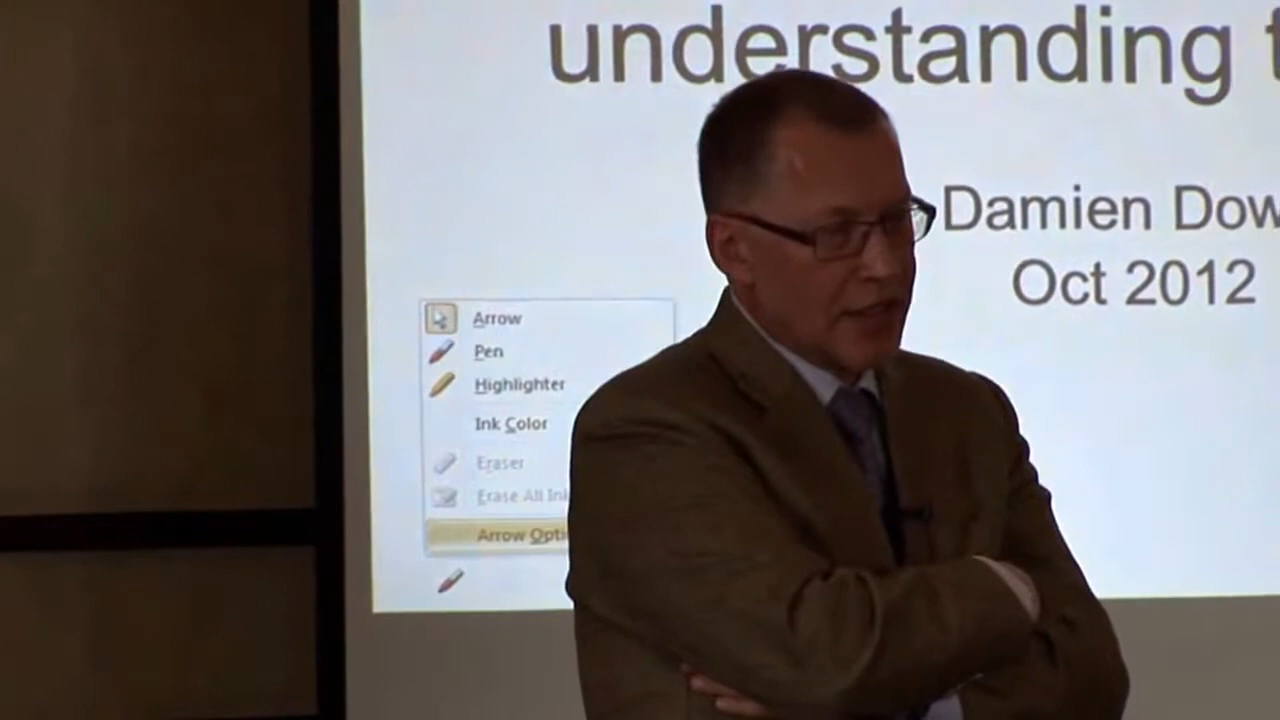 understanding
Damien Dow
Oct 2012
Arrow
Pen
Highlighter
Ink Color
Eraser
Erase All Ink
Arrow Opti